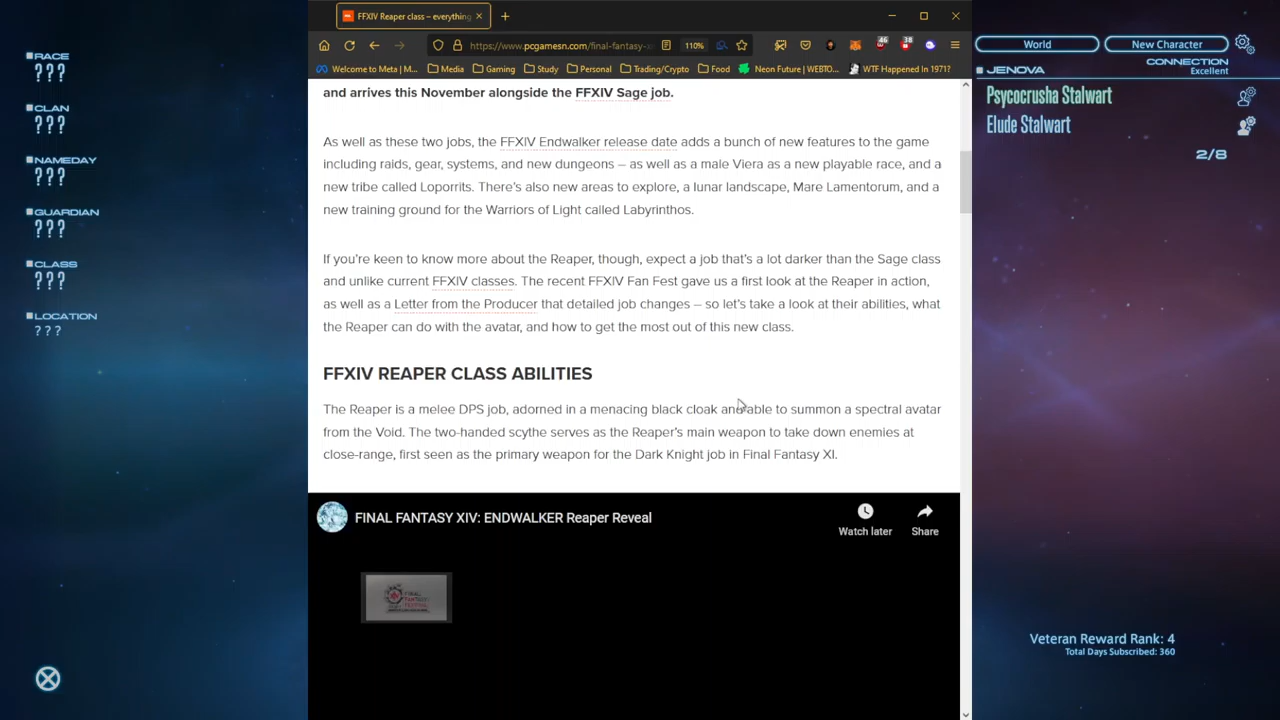 FFXIV Reaper class – everything
https://www.pcgamesn.com/final-fantasy-x
110%
46
38
Welcome to Meta | M...
Media
Gaming
Study
Personal
Trading/Crypto
Food
Neon Future | WEBTO...
WTF Happened In 1971?
RACE
???
CLAN
???
NAMEDAY
???
GUARDIAN
???
CLASS
???
LOCATION
???
and arrives this November alongside the FFXIV Sage job.
As well as these two jobs, the FFXIV Endwalker release date adds a bunch of new features to the game
including raids, gear, systems, and new dungeons – as well as a male Viera as a new playable race, and a
new tribe called Loporrits. There's also new areas to explore, a lunar landscape, Mare Lamentorum, and a
new training ground for the Warriors of Light called Labyrinthos.
If you're keen to know more about the Reaper, though, expect a job that's a lot darker than the Sage class
and unlike current FFXIV classes. The recent FFXIV Fan Fest gave us a first look at the Reaper in action,
as well as a Letter from the Producer that detailed job changes – so let's take a look at their abilities, what
the Reaper can do with the avatar, and how to get the most out of this new class.
FFXIV REAPER CLASS ABILITIES
The Reaper is a melee DPS job, adorned in a menacing black cloak and able to summon a spectral avatar
from the Void. The two-handed scythe serves as the Reaper's main weapon to take down enemies at
close-range, first seen as the primary weapon for the Dark Knight job in Final Fantasy XI.
FINAL FANTASY XIV: ENDWALKER Reaper Reveal
Watch later
Share
World
New Character
JENOVA
CONNECTION
Excellent
Psycocrusha Stalwart
Elude Stalwart
2/8
Veteran Reward Rank: 4
Total Days Subscribed: 360